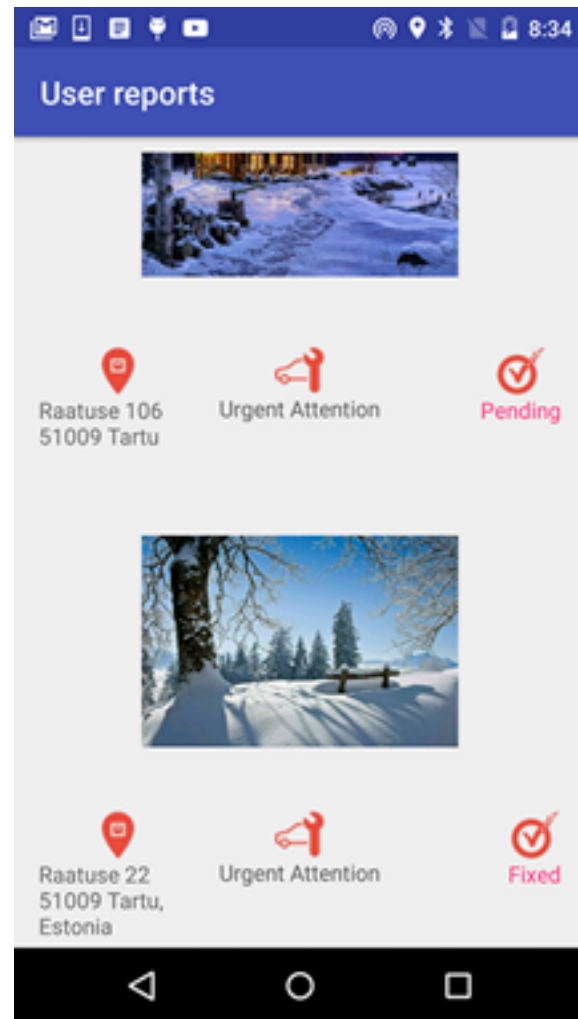 8:34
User reports
Raatuse 106
51009 Tartu
Urgent Attention
Pending
Raatuse 22
51009 Tartu,
Estonia
Urgent Attention
Fixed